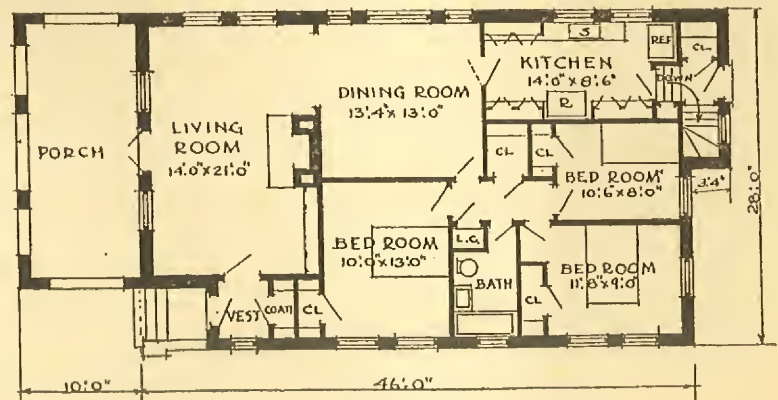 PORCH
LIVING
ROOM
14'0"x21'0"
DINING ROOM
13'4"x 13'0"
S
REF
KITCHEN
14'0"x8'6"
R
CL
DOWN
CL
CL
BED ROOM
10'6"x8'0"
3'4"
28'0"
BED ROOM
10'0"x13'0"
L.C.
BATH
BED ROOM
11'8"x9'0"
CL
VEST
COATS
CL
10'0"
46'0"